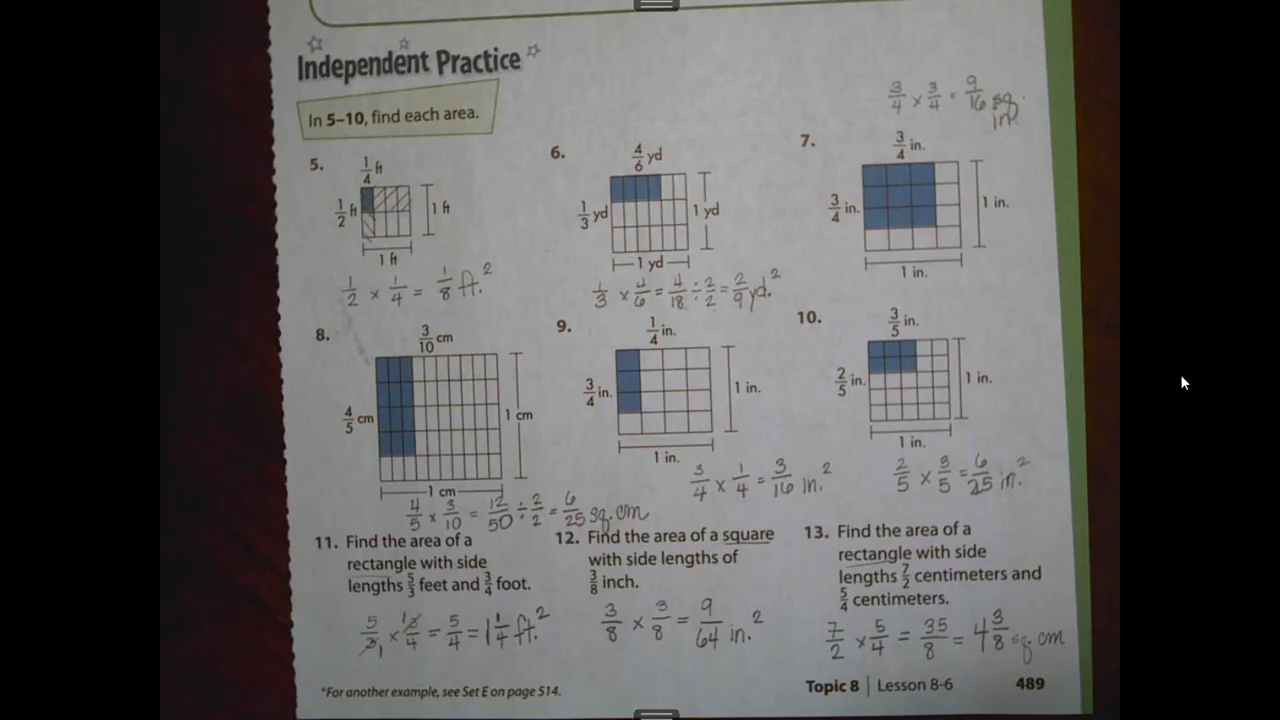 Independent Practice
In 5–10, find each area.
3/4 × 3/4 = 9/16 sq. in.
5.
1/4 ft
1/2 ft
1 ft
1 ft
1/2 × 1/4 = 1/8 ft.²
6.
4/6 yd
1/3 yd
1 yd
1 yd
1/3 × 4/6 = 4/18 ÷ 2/2 = 2/9 yd.²
7.
3/4 in.
3/4 in.
1 in.
1 in.
8.
3/10 cm
4/5 cm
1 cm
1 cm
4/5 × 3/10 = 12/50 ÷ 2/2 = 6/25 sq. cm
9.
1/4 in.
3/4 in.
1 in.
1 in.
3/4 × 1/4 = 3/16 in.²
10.
3/5 in.
2/5 in.
1 in.
1 in.
2/5 × 3/5 = 6/25 in.²
11. Find the area of a
rectangle with side
lengths 5/3 feet and 3/4 foot.
5/3 1 × 1 3/4 = 5/4 = 1 1/4 ft.²
12. Find the area of a square
with side lengths of
3/8 inch.
3/8 × 3/8 = 9/64 in.²
13. Find the area of a
rectangle with side
lengths 7/2 centimeters and
5/4 centimeters.
7/2 × 5/4 = 35/8 = 4 3/8 sq. cm
*For another example, see Set E on page 514.
Topic 8 | Lesson 8-6 489